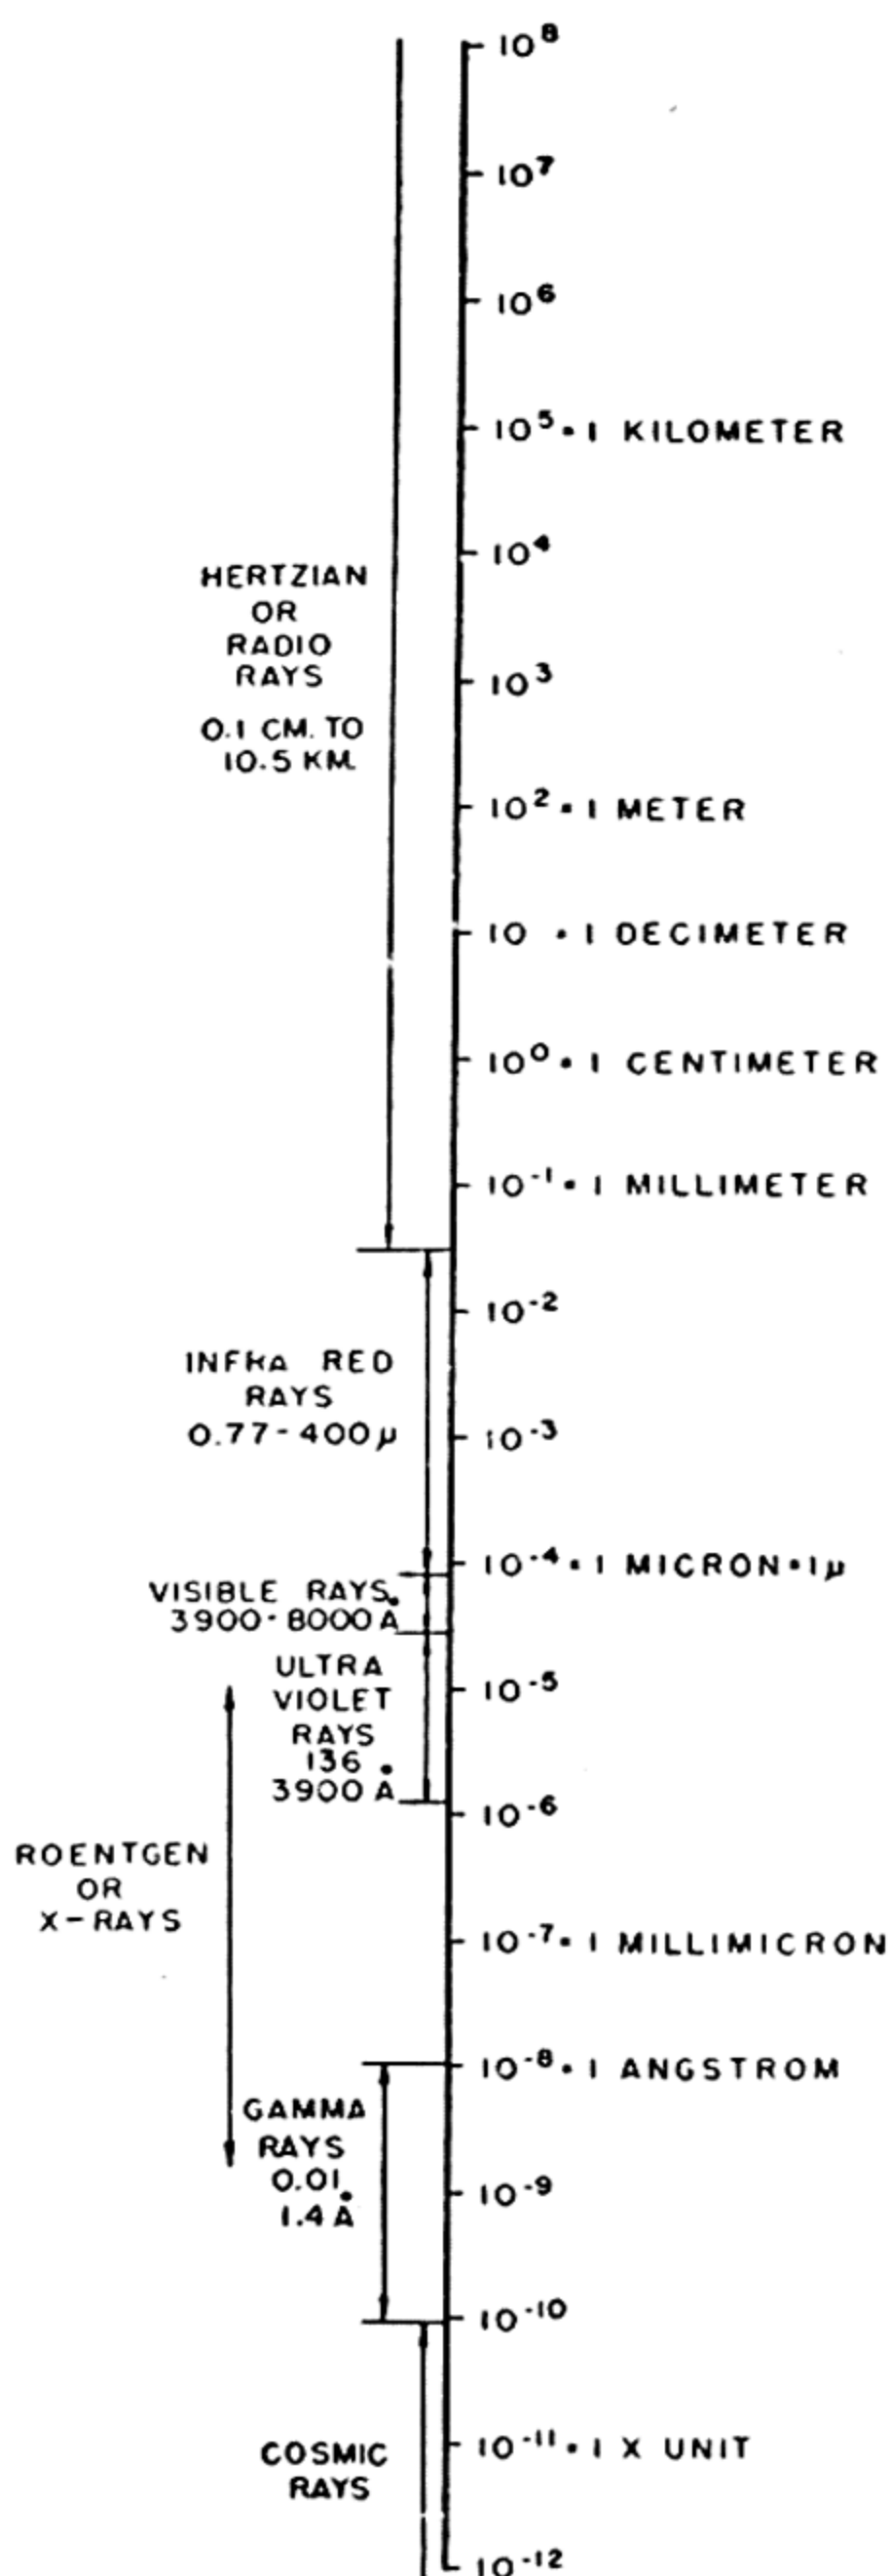 10⁸
10⁷
10⁶
10⁵ = 1 KILOMETER
10⁴
HERTZIAN
OR
RADIO
RAYS
0.1 CM. TO
10.5 KM.
10³
10² = 1 METER
10 = 1 DECIMETER
10⁰ = 1 CENTIMETER
10⁻¹ = 1 MILLIMETER
10⁻²
INFRA RED
RAYS
0.77-400 μ
10⁻³
10⁻⁴ = 1 MICRON = 1μ
VISIBLE RAYS
3900-8000 Å
ULTRA
VIOLET
RAYS
136
3900 Å
10⁻⁵
10⁻⁶
ROENTGEN
OR
X-RAYS
10⁻⁷ = 1 MILLIMICRON
10⁻⁸ = 1 ANGSTROM
GAMMA
RAYS
0.01
1.4 Å
10⁻⁹
10⁻¹⁰
COSMIC
RAYS
10⁻¹¹ = 1 X UNIT
10⁻¹²